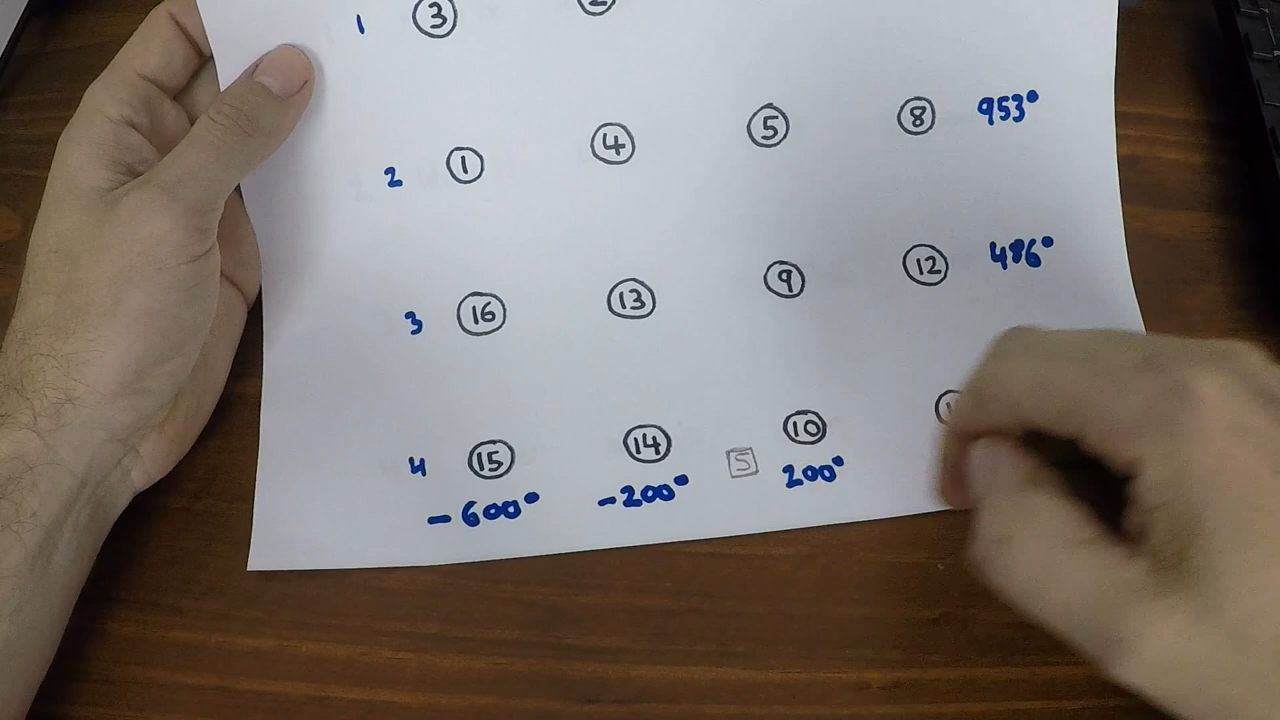 1 3 2
2 1 4 5 8 953°
3 16 13 9 12 486°
4 15 14 S 10
-600° -200° 200°